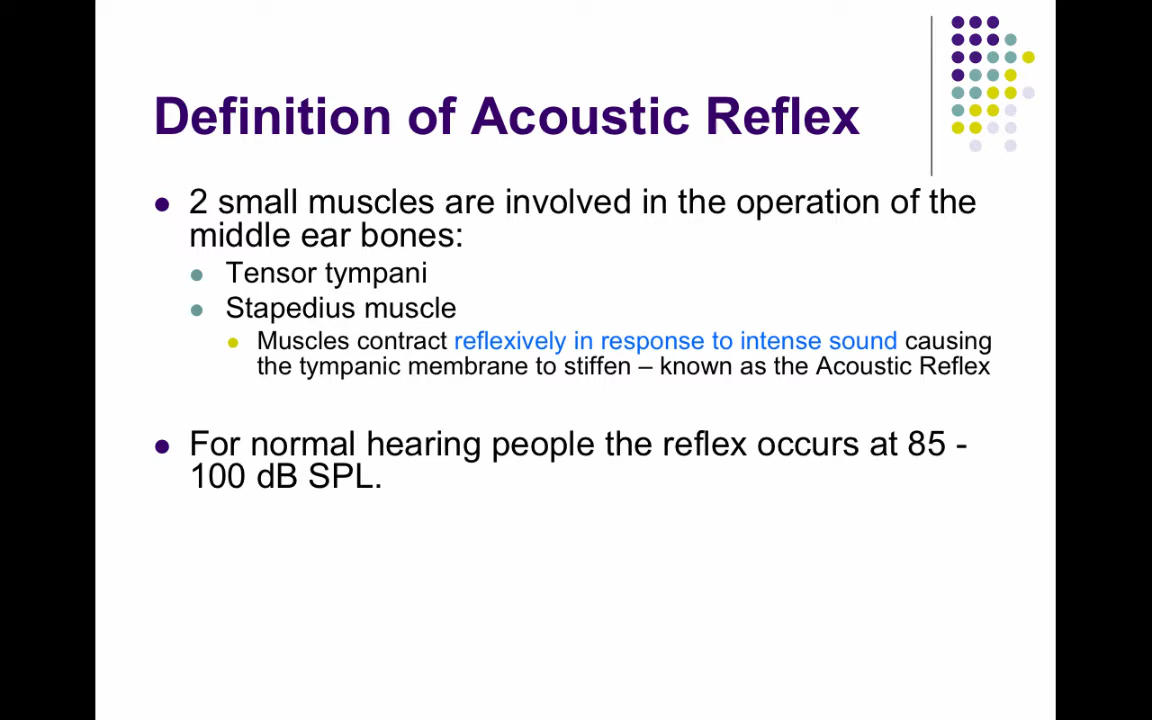 Definition of Acoustic Reflex
2 small muscles are involved in the operation of the
middle ear bones:
Tensor tympani
Stapedius muscle
Muscles contract reflexively in response to intense sound causing
the tympanic membrane to stiffen – known as the Acoustic Reflex
For normal hearing people the reflex occurs at 85 -
100 dB SPL.